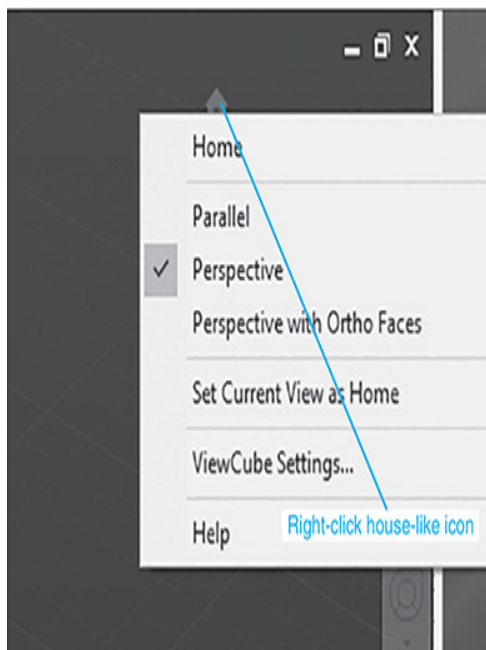 Home
Parallel
Perspective
Perspective with Ortho Faces
Set Current View as Home
ViewCube Settings...
Help
Right-click house-like icon